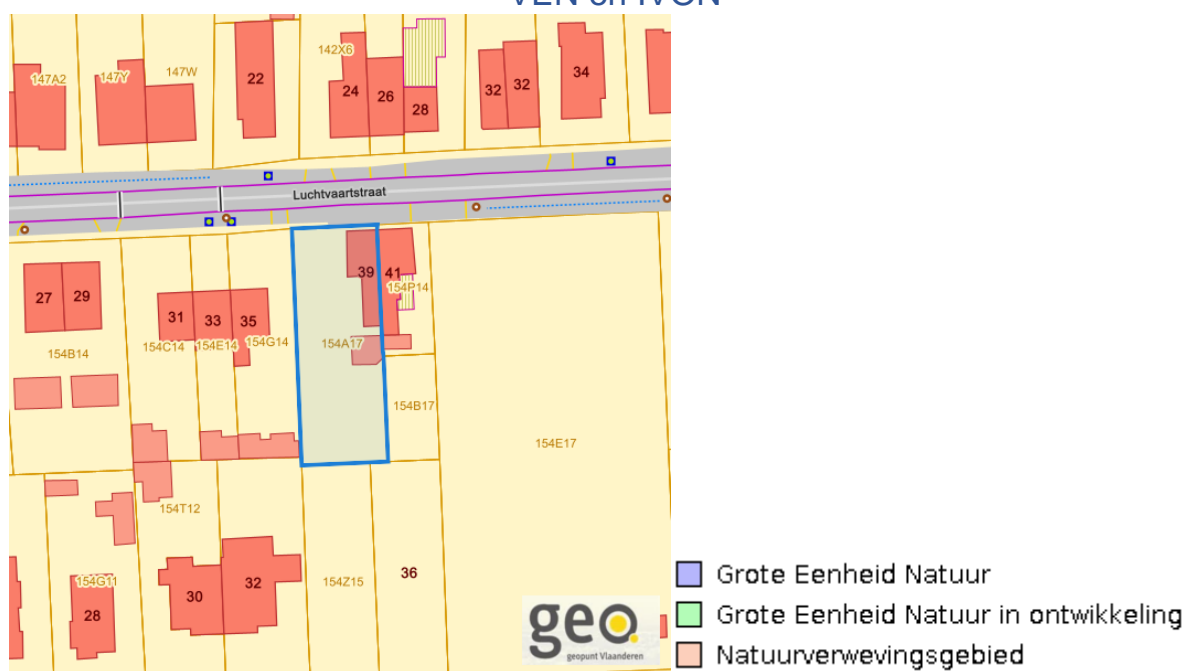 VEN en IVON
147A2 147Y 147W 22 142X6 24 26 28 32 32 34
Luchtvaartstraat
27 29 31 33 35 39 41
154B14 154C14 154E14 154G14 154A17 154P14
154B17
154E17
154T12
154G11 28 30 32 154Z15 36
geo
geopunt Vlaanderen
Grote Eenheid Natuur
Grote Eenheid Natuur in ontwikkeling
Natuurverwevingsgebied